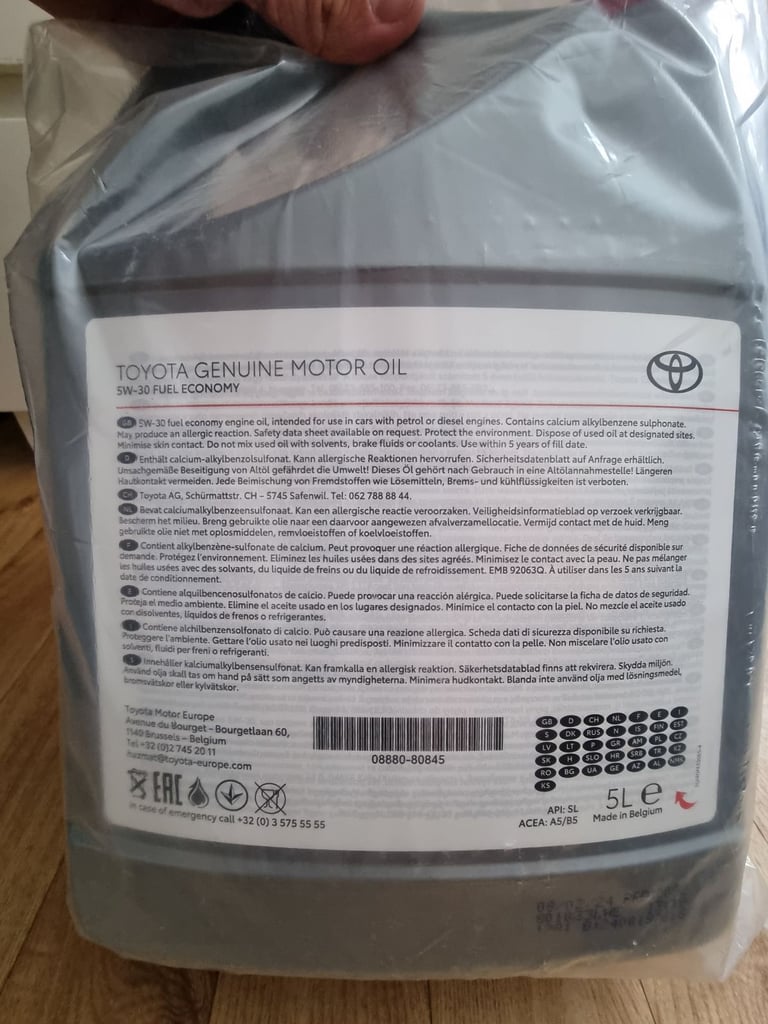 TOYOTA GENUINE MOTOR OIL
5W-30 FUEL ECONOMY
GB 5W-30 fuel economy engine oil, intended for use in cars with petrol or diesel engines. Contains calcium alkylbenzene sulphonate.
May produce an allergic reaction. Safety data sheet available on request. Protect the environment. Dispose of used oil at designated sites.
Minimise skin contact. Do not mix used oil with solvents, brake fluids or coolants. Use within 5 years of fill date.
D Enthält calcium-alkylbenzolsulfonat. Kann allergische Reaktionen hervorrufen. Sicherheitsdatenblatt auf Anfrage erhältlich.
Unsachgemäße Beseitigung von Altöl gefährdet die Umwelt! Dieses Öl gehört nach Gebrauch in eine Altölannahmestelle! Längeren
Hautkontakt vermeiden. Jede Beimischung von Fremdstoffen wie Lösemitteln, Brems- und kühlflüssigkeiten ist verboten.
CH Toyota AG, Schürmattstr. CH – 5745 Safenwil. Tel: 062 788 88 44.
NL Bevat calciumalkylbenzeensulfonaat. Kan een allergische reactie veroorzaken. Veiligheidsinformatieblad op verzoek verkrijgbaar.
Bescherm het milieu. Breng gebruikte olie naar een daarvoor aangewezen afvalverzamellocatie. Vermijd contact met de huid. Meng
gebruikte olie niet met oplosmiddelen, remvloeistoffen of koelvloeistoffen.
F Contient alkylbenzène-sulfonate de calcium. Peut provoquer une réaction allergique. Fiche de données de sécurité disponible sur
demande. Protégez l'environnement. Eliminez les huiles usées dans des sites agréés. Minimisez le contact avec la peau. Ne pas mélanger
les huiles usées avec des solvants, du liquide de freins ou du liquide de refroidissement. EMB 92063Q. À utiliser dans les 5 ans suivant la
date de conditionnement.
E Contiene alquilbencenosulfonatos de calcio. Puede provocar una reacción alérgica. Puede solicitarse la ficha de datos de seguridad.
Proteja el medio ambiente. Elimine el aceite usado en los lugares designados. Minimice el contacto con la piel. No mezcle el aceite usado
con disolventes, líquidos de frenos o refrigerantes.
I Contiene alchilbenzensolfonato di calcio. Può causare una reazione allergica. Scheda dati di sicurezza disponibile su richiesta.
Proteggere l'ambiente. Gettare l'olio usato nei luoghi predisposti. Minimizzare il contatto con la pelle. Non miscelare l'olio usato con
solventi, fluidi per freni o refrigeranti.
S Innehåller kalciumalkylbensensulfonat. Kan framkalla en allergisk reaktion. Säkerhetsdatablad finns att rekvirera. Skydda miljön.
Använd olja skall tas om hand på sätt som angetts av myndigheterna. Minimera hudkontakt. Blanda inte använd olja med lösningsmedel,
bromsvätskor eller kylvätskor.
Toyota Motor Europe
Avenue du Bourget – Bourgetlaan 60,
1140 Brussels – Belgium
Tel +32 (0)2 745 20 11
hazmat@toyota-europe.com
08880-80845
GB D CH NL F E I
S DK RUS N IS FIN EST
LV LT P GR AM PL CZ
SK H SLO HR SRB TR KZ
RO BG UA GE AZ AL
KS
EAC
in case of emergency call +32 (0) 3 575 55 55
API: SL
ACEA: A5/B5
5L e
Made in Belgium